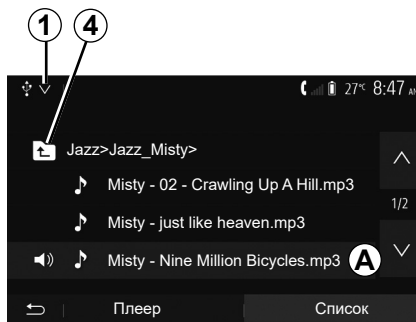 1 4
27°C 8:47 AM
Jazz>Jazz_Misty>
Misty - 02 - Crawling Up A Hill.mp3
Misty - just like heaven.mp3
1/2
Misty - Nine Million Bicycles.mp3 A
Плеер Список